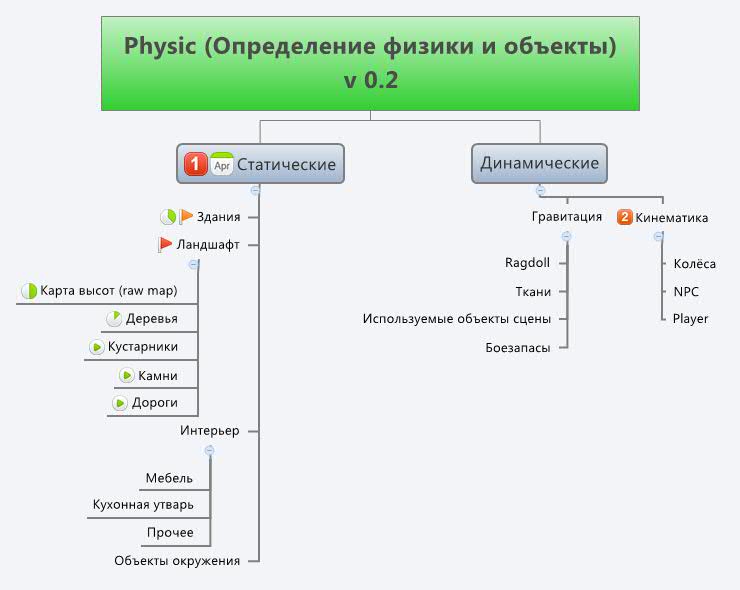 Physic (Определение физики и объекты)
v 0.2
1 Apr Статические
Здания
Ландшафт
Карта высот (raw map)
Деревья
Кустарники
Камни
Дороги
Интерьер
Мебель
Кухонная утварь
Прочее
Объекты окружения
Динамические
Гравитация
Ragdoll
Ткани
Используемые объекты сцены
Боезапасы
2 Кинематика
Колёса
NPC
Player